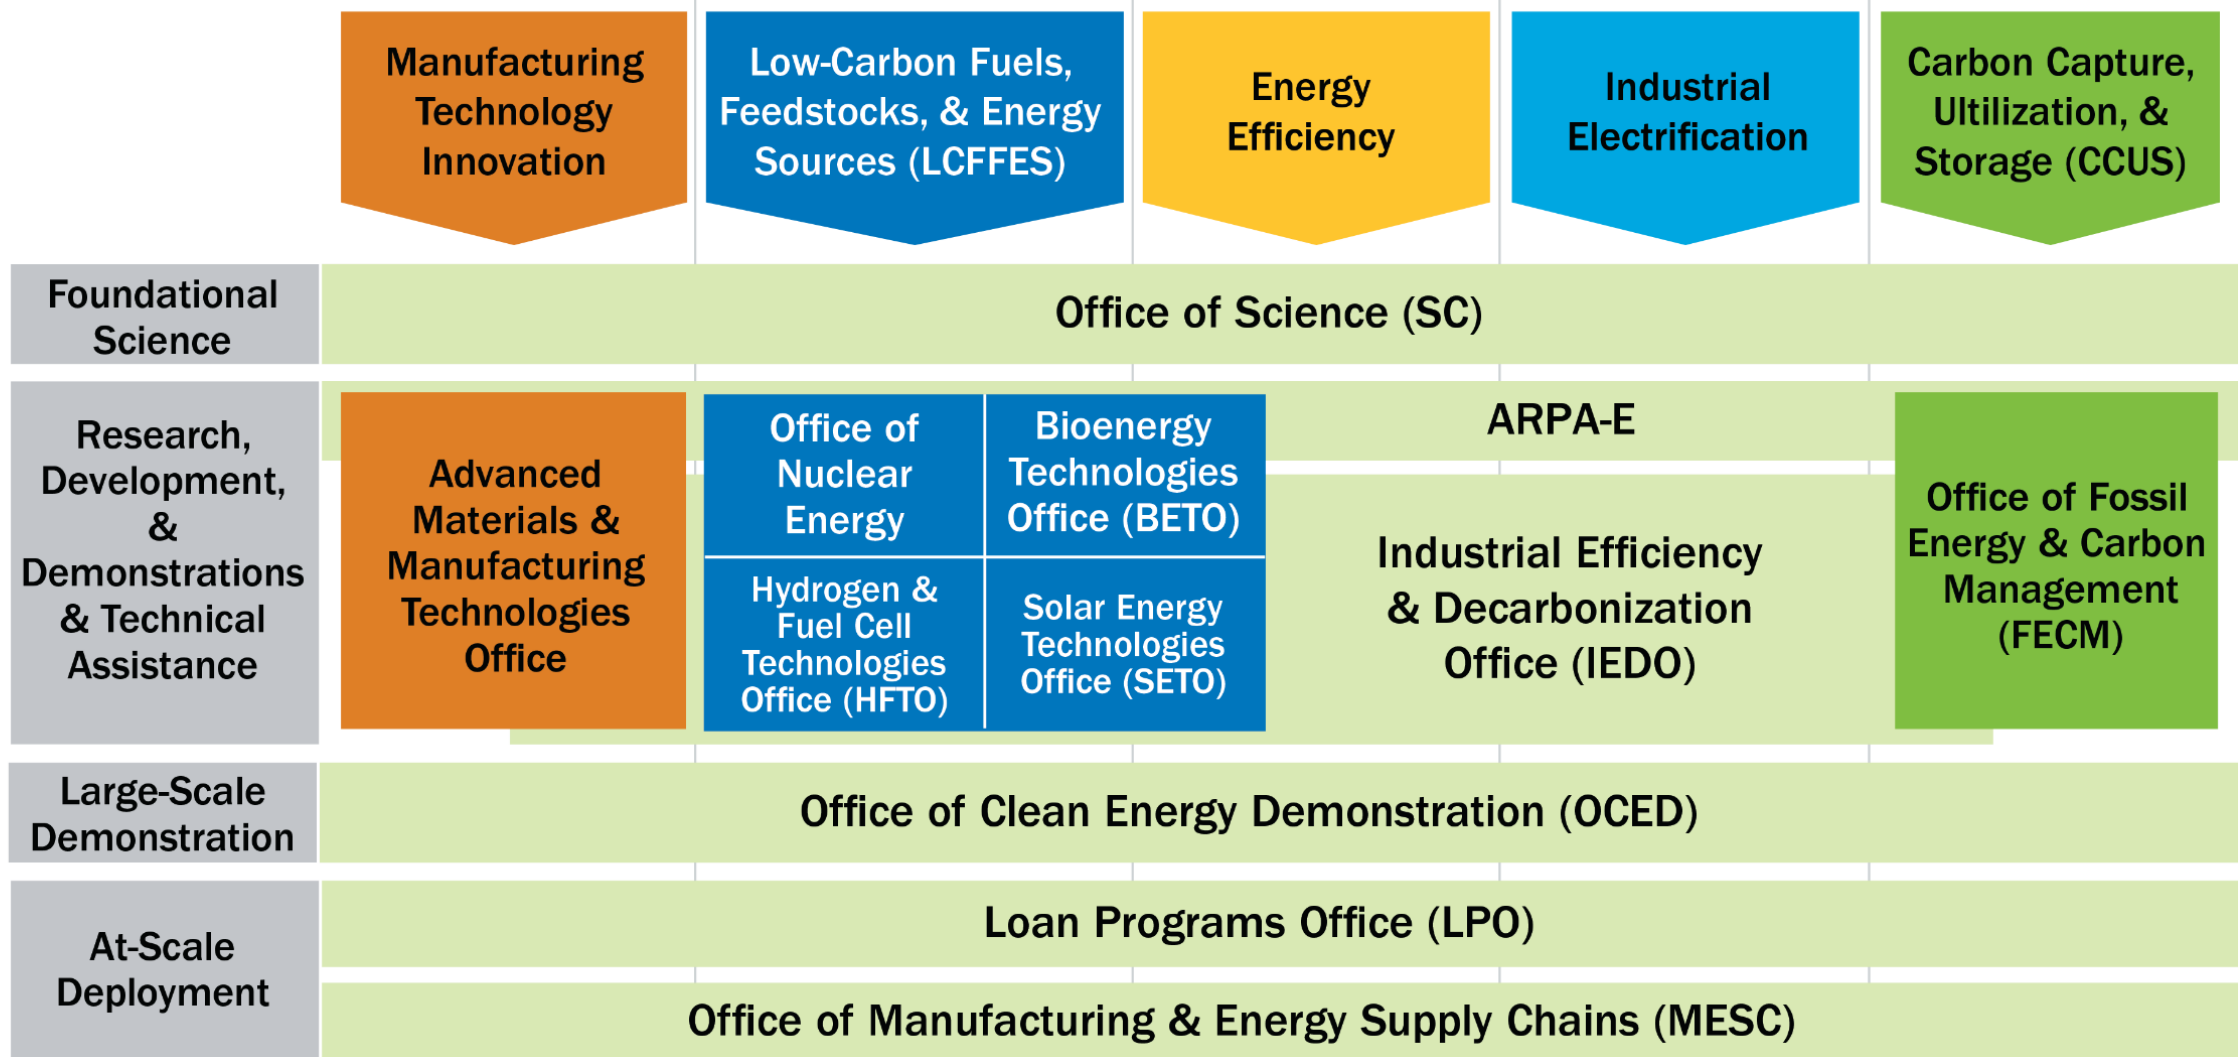 Manufacturing
Technology
Innovation
Low-Carbon Fuels,
Feedstocks, & Energy
Sources (LCFFES)
Energy
Efficiency
Industrial
Electrification
Carbon Capture,
Ultilization, &
Storage (CCUS)
Foundational
Science
Office of Science (SC)
Research,
Development,
&
Demonstrations
& Technical
Assistance
ARPA-E
Advanced
Materials &
Manufacturing
Technologies
Office
Office of
Nuclear
Energy
Bioenergy
Technologies
Office (BETO)
Hydrogen &
Fuel Cell
Technologies
Office (HFTO)
Solar Energy
Technologies
Office (SETO)
Industrial Efficiency
& Decarbonization
Office (IEDO)
Office of Fossil
Energy & Carbon
Management
(FECM)
Large-Scale
Demonstration
Office of Clean Energy Demonstration (OCED)
At-Scale
Deployment
Loan Programs Office (LPO)
Office of Manufacturing & Energy Supply Chains (MESC)